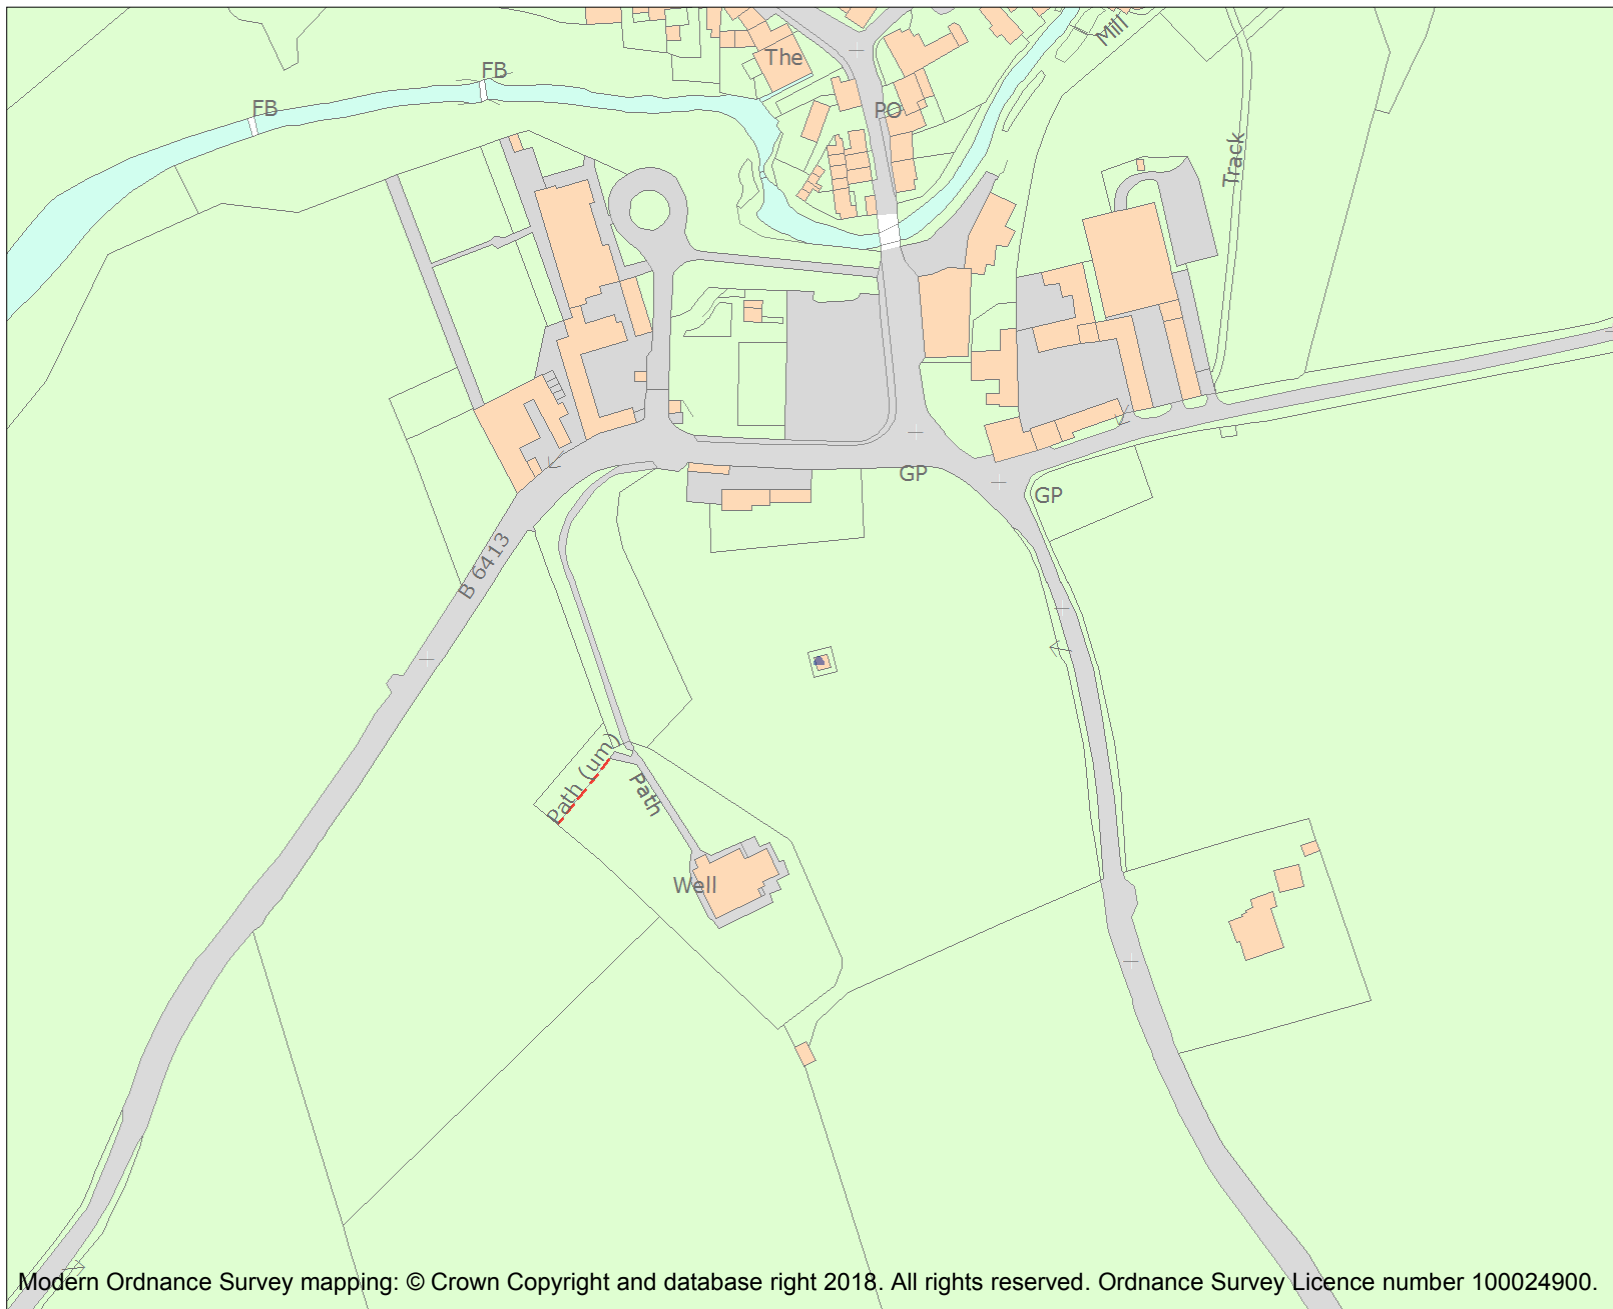 Mill
The
FB
FB
PO
Track
GP
GP
B 6413
Path (um)
Path
Well
Modern Ordnance Survey mapping: © Crown Copyright and database right 2018. All rights reserved. Ordnance Survey Licence number 100024900.